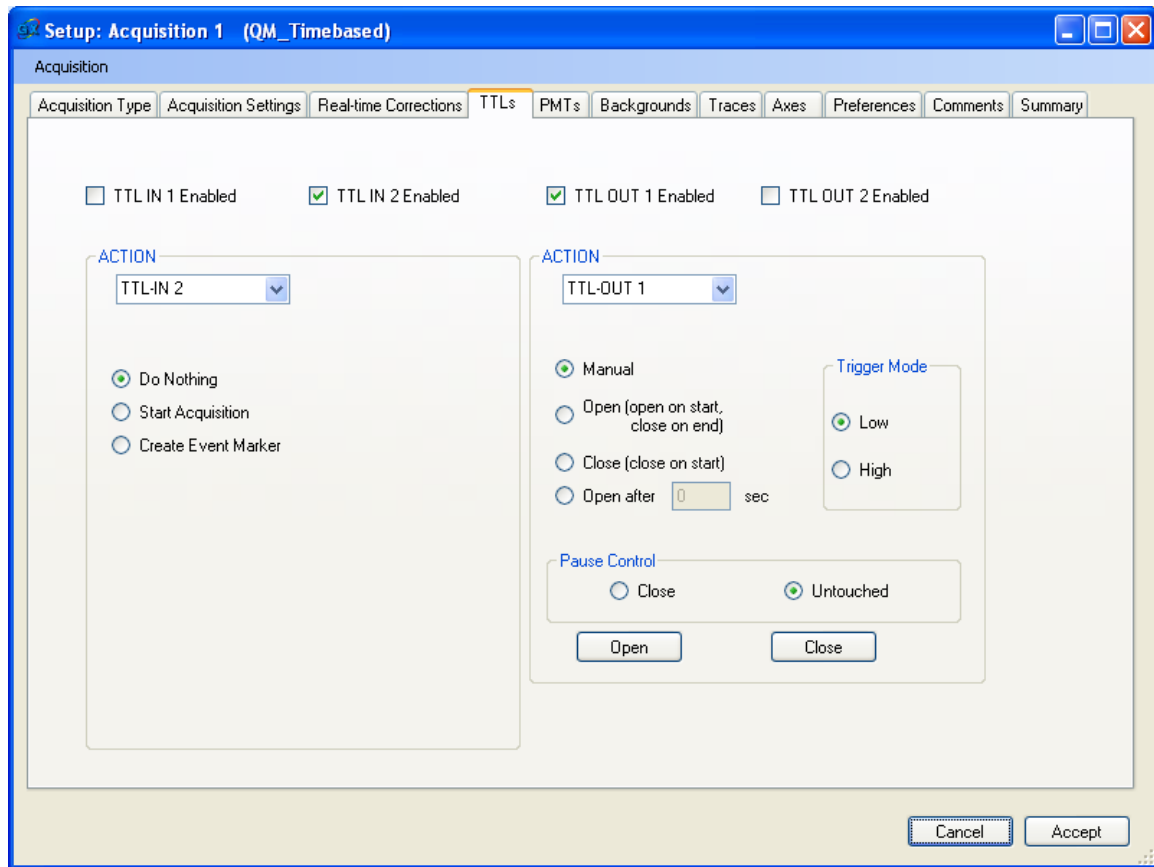 Setup: Acquisition 1 (QM_Timebased)
Acquisition
Acquisition Type Acquisition Settings Real-time Corrections TTLs PMTs Backgrounds Traces Axes Preferences Comments Summary
TTL IN 1 Enabled TTL IN 2 Enabled TTL OUT 1 Enabled TTL OUT 2 Enabled
ACTION
TTL-IN 2
Do Nothing
Start Acquisition
Create Event Marker
ACTION
TTL-OUT 1
Manual
Open (open on start,
close on end)
Close (close on start)
Open after 0 sec
Trigger Mode
Low
High
Pause Control
Close Untouched
Open Close
Cancel Accept